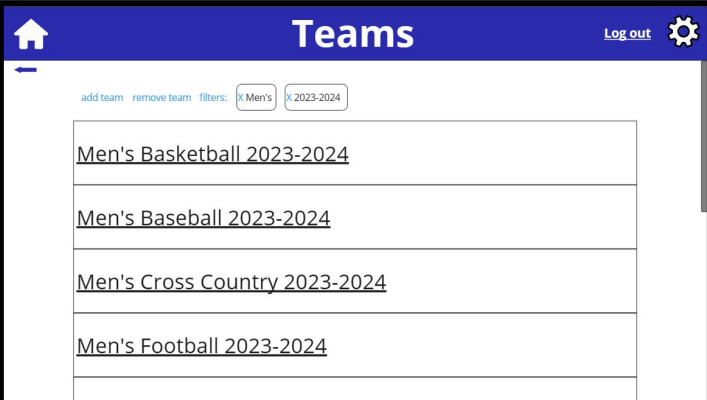 Teams
Log out
add team remove team filters: X Men's X 2023-2024
Men's Basketball 2023-2024
Men's Baseball 2023-2024
Men's Cross Country 2023-2024
Men's Football 2023-2024